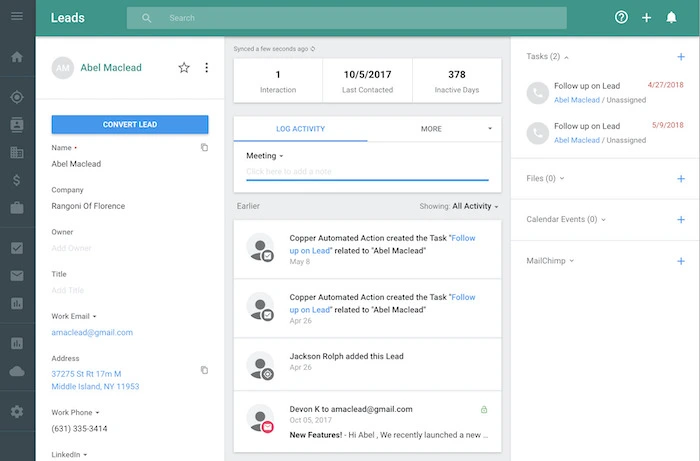 Leads
Search
AM
Abel Maclead
CONVERT LEAD
Name
Abel Maclead
Company
Rangoni Of Florence
Owner
Add Owner
Title
Add Title
Work Email
amaclead@gmail.com
Address
37275 St Rt 17m M
Middle Island, NY 11953
Work Phone
(631) 335-3414
LinkedIn
Synced a few seconds ago
1
Interaction
10/5/2017
Last Contacted
378
Inactive Days
LOG ACTIVITY
MORE
Meeting
Click here to add a note
Earlier
Showing: All Activity
Copper Automated Action created the Task "Follow
up on Lead" related to "Abel Maclead"
May 8
Copper Automated Action created the Task "Follow
up on Lead" related to "Abel Maclead"
Apr 26
Jackson Rolph added this Lead
Apr 26
Devon K to amaclead@gmail.com
Oct 05, 2017
New Features! - Hi Abel , We recently launched a new ...
Tasks (2)
Follow up on Lead 4/27/2018
Abel Maclead / Unassigned
Follow up on Lead 5/9/2018
Abel Maclead / Unassigned
Files (0)
Calendar Events (0)
MailChimp